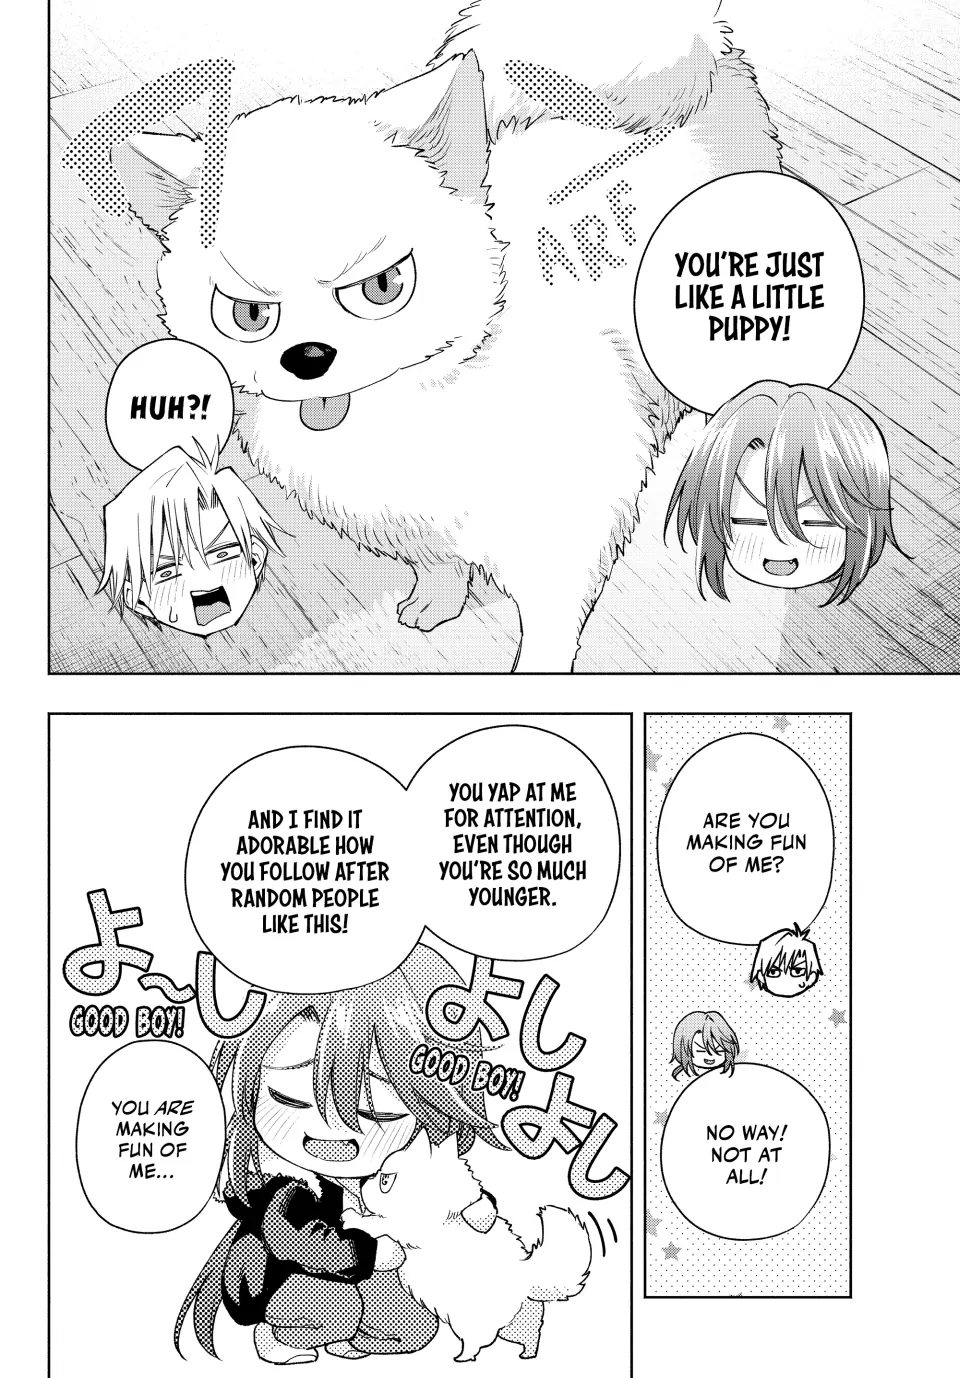 YOU'RE JUST
LIKE A LITTLE
PUPPY!
ARF
HUH?!
ARE YOU
MAKING FUN
OF ME?
NO WAY!
NOT AT
ALL!
YOU YAP AT ME
FOR ATTENTION,
EVEN THOUGH
YOU'RE SO MUCH
YOUNGER.
AND I FIND IT
ADORABLE HOW
YOU FOLLOW AFTER
RANDOM PEOPLE
LIKE THIS!
よし
GOOD BOY!
よし
よ〜し
GOOD BOY!
YOU ARE
MAKING
FUN OF
ME...